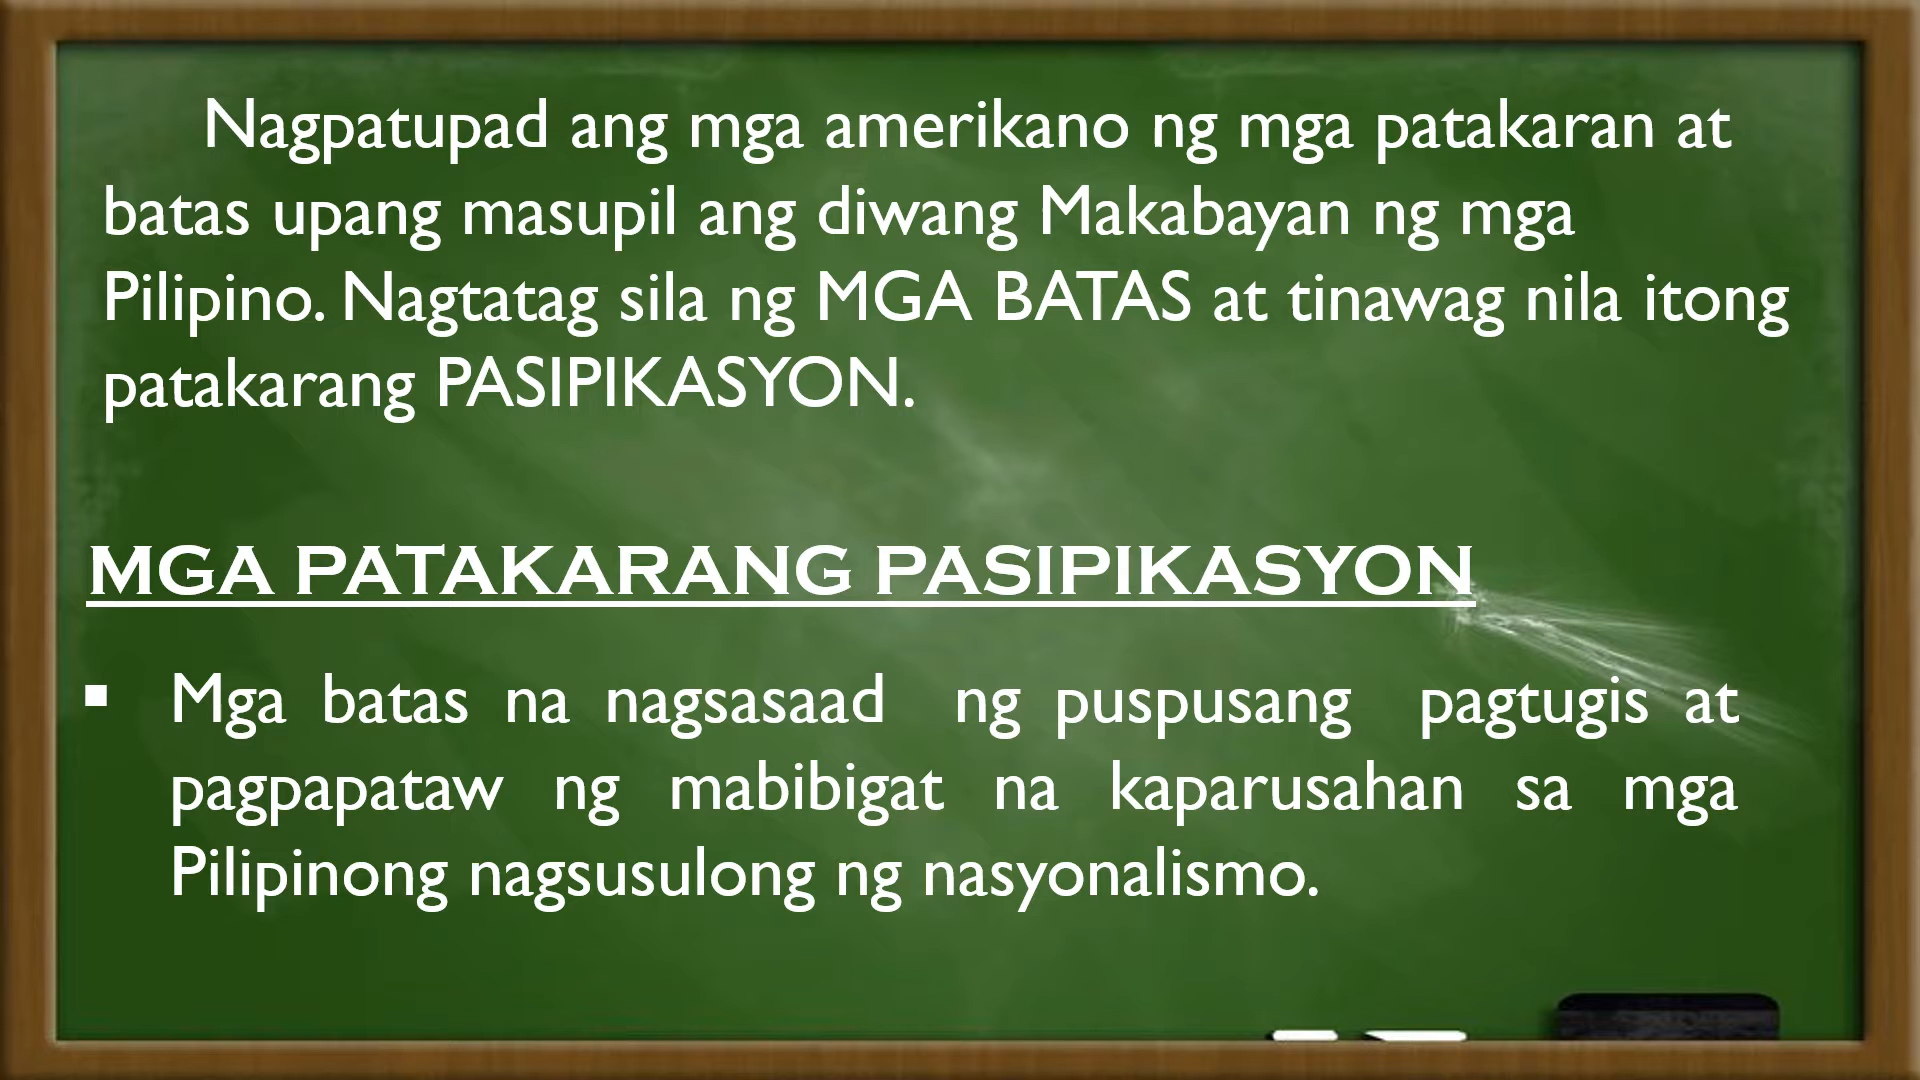 Nagpatupad ang mga amerikano ng mga patakaran at
batas upang masupil ang diwang Makabayan ng mga
Pilipino. Nagtatag sila ng MGA BATAS at tinawag nila itong
patakarang PASIPIKASYON.
MGA PATAKARANG PASIPIKASYON
▪ Mga batas na nagsasaad ng puspusang pagtugis at
pagpapataw ng mabibigat na kaparusahan sa mga
Pilipinong nagsusulong ng nasyonalismo.